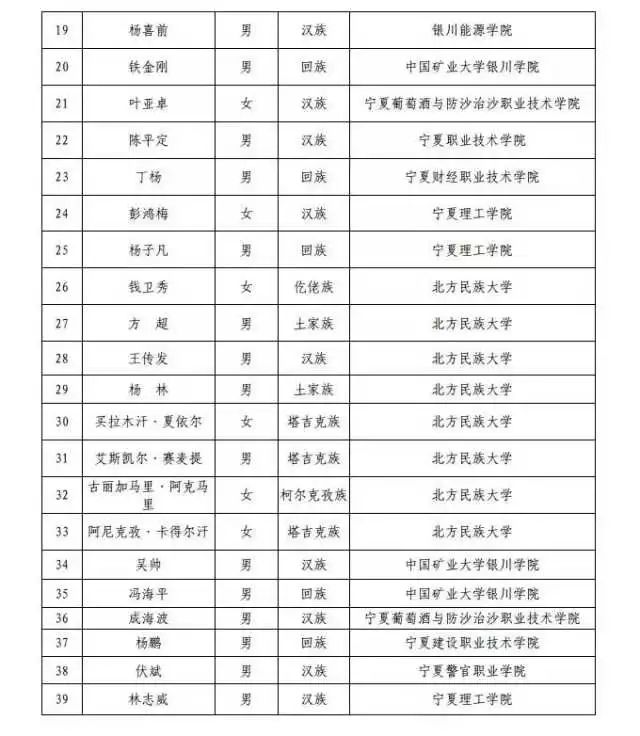 19 杨喜前 男 汉族 银川能源学院
20 铁金刚 男 回族 中国矿业大学银川学院
21 叶亚卓 女 汉族 宁夏葡萄酒与防沙治沙职业技术学院
22 陈平定 男 汉族 宁夏职业技术学院
23 丁杨 男 回族 宁夏财经职业技术学院
24 彭鸿梅 女 汉族 宁夏理工学院
25 杨子凡 男 回族 宁夏理工学院
26 钱卫秀 女 仡佬族 北方民族大学
27 方 超 男 土家族 北方民族大学
28 王传发 男 汉族 北方民族大学
29 杨 林 男 土家族 北方民族大学
30 买拉木汗·夏依尔 女 塔吉克族 北方民族大学
31 艾斯凯尔·赛麦提 男 塔吉克族 北方民族大学
32 古丽加马里·阿克马
里 女 柯尔克孜族 北方民族大学
33 阿尼克孜·卡得尔汗 女 塔吉克族 北方民族大学
34 吴帅 男 汉族 中国矿业大学银川学院
35 冯海平 男 回族 中国矿业大学银川学院
36 成海波 男 汉族 宁夏葡萄酒与防沙治沙职业技术学院
37 杨鹏 男 回族 宁夏建设职业技术学院
38 伏斌 男 汉族 宁夏警官职业学院
39 林志威 男 汉族 宁夏理工学院